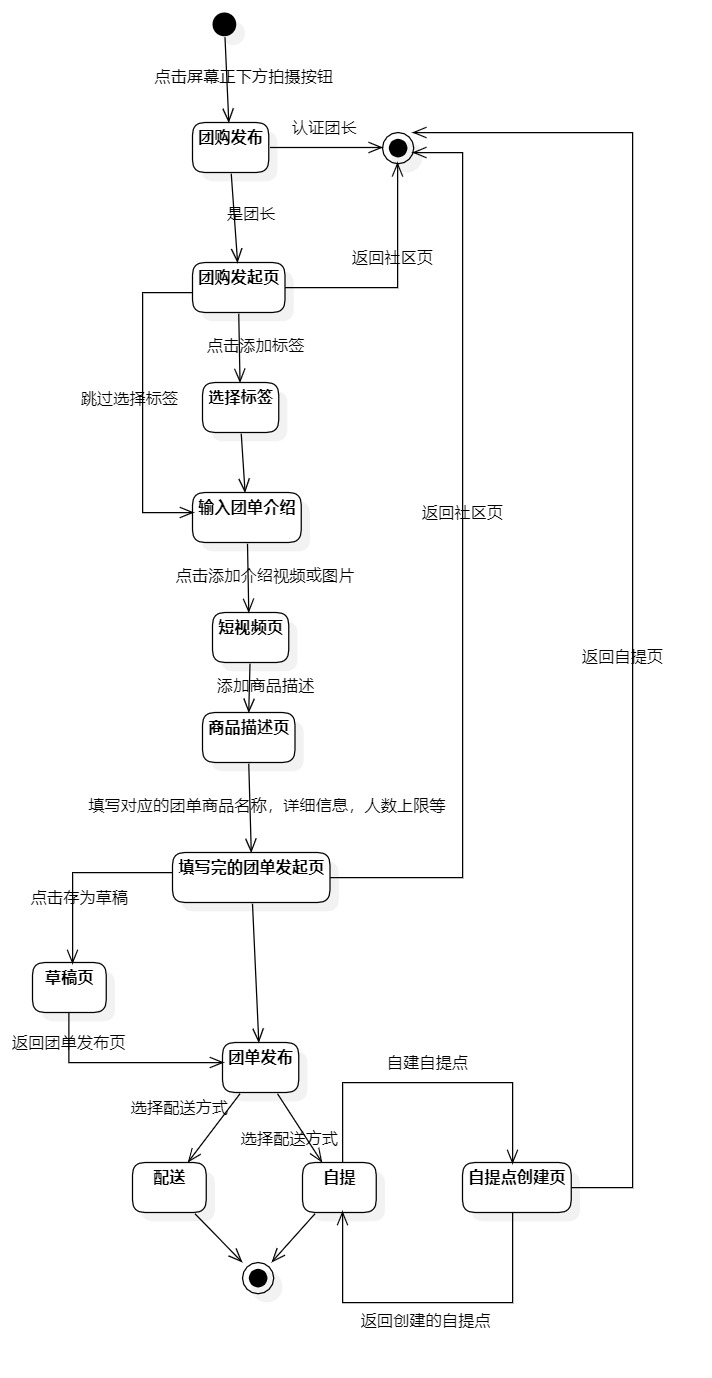 点击屏幕正下方拍摄按钮
团购发布
认证团长
是团长
返回社区页
团购发起页
点击添加标签
跳过选择标签
选择标签
输入团单介绍
返回社区页
点击添加介绍视频或图片
短视频页
返回自提页
添加商品描述
商品描述页
填写对应的团单商品名称，详细信息，人数上限等
填写完的团单发起页
点击存为草稿
草稿页
返回团单发布页
团单发布
自建自提点
选择配送方式
选择配送方式
配送
自提
自提点创建页
返回创建的自提点